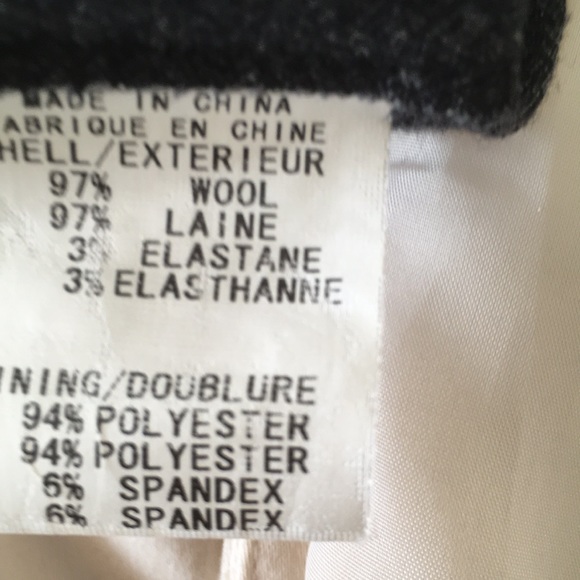 MADE IN CHINA
ABRIQUE EN CHINE
HELL/EXTERIEUR
97% WOOL
97% LAINE
3% ELASTANE
3% ELASTHANNE
INING/DOUBLURE
94% POLYESTER
94% POLYESTER
6% SPANDEX
6% SPANDEX